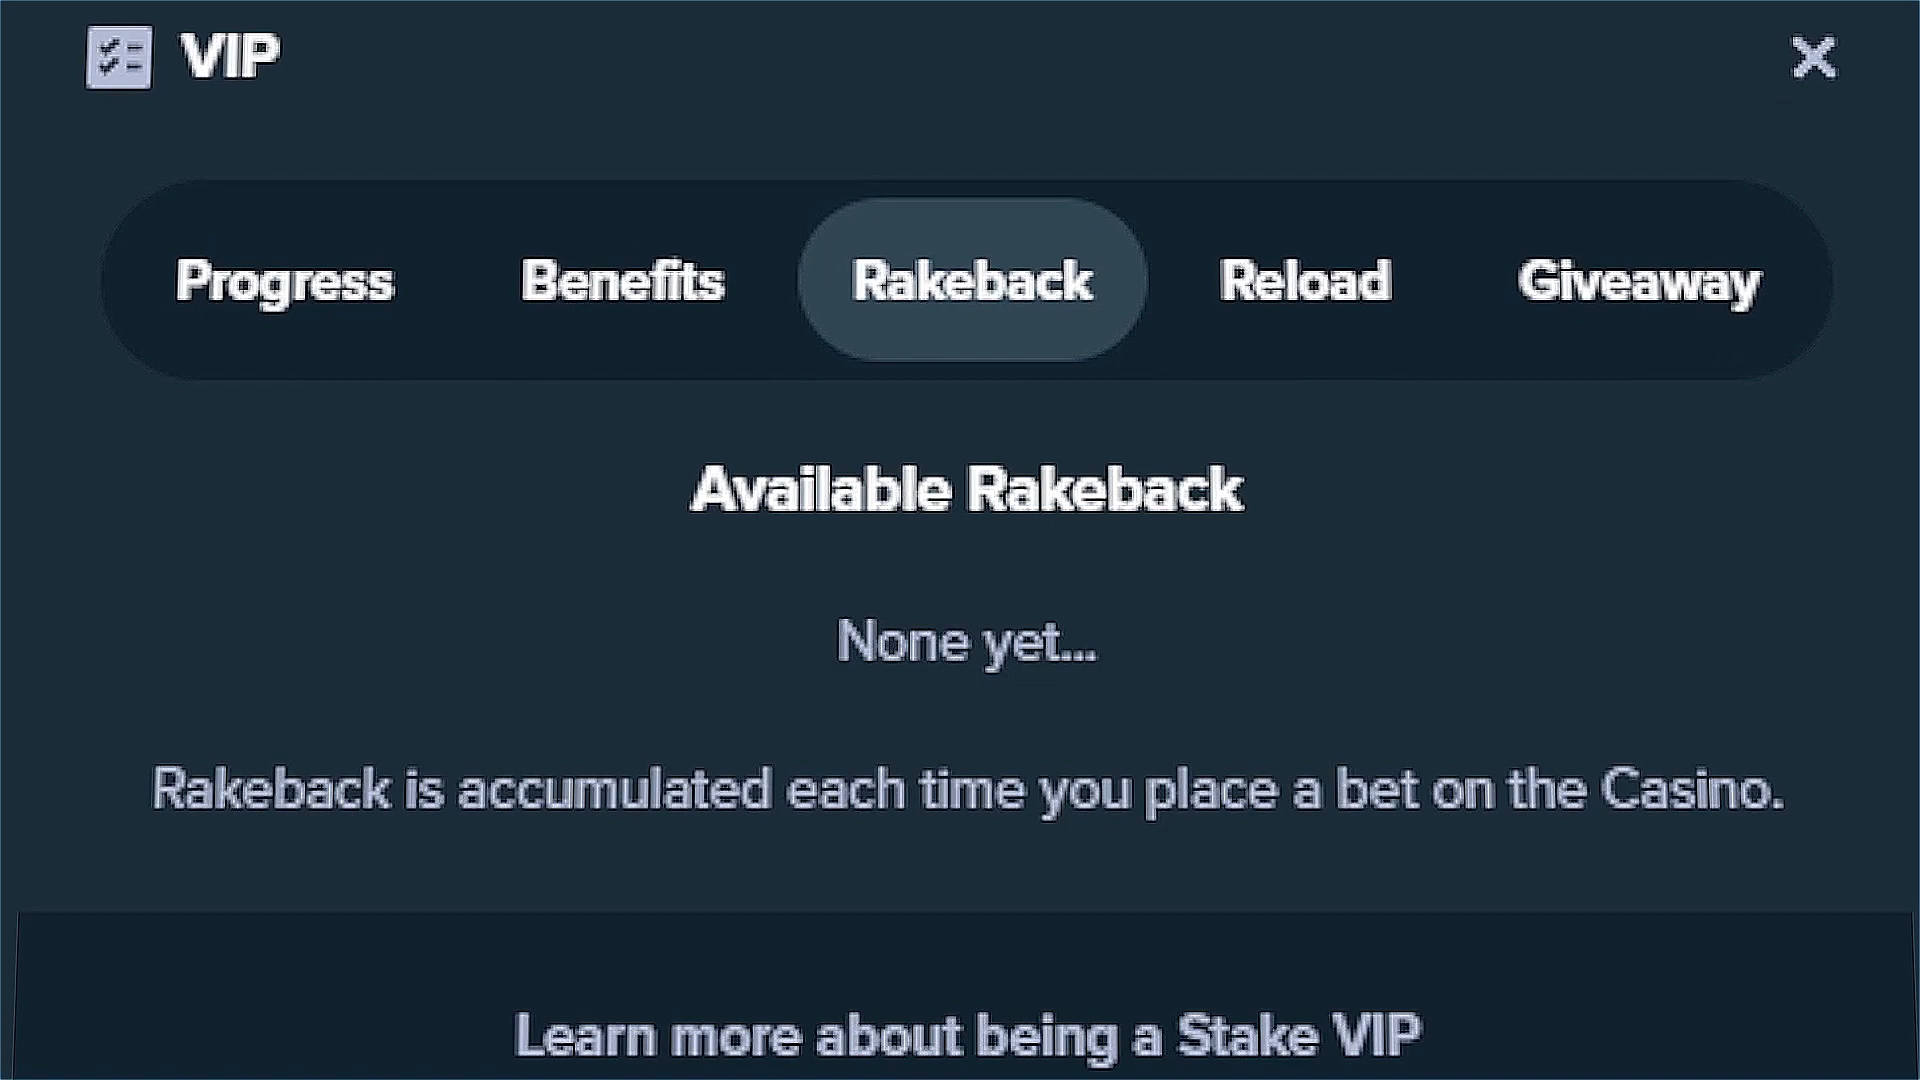 VIP
Progress Benefits Rakeback Reload Giveaway
Available Rakeback
None yet...
Rakeback is accumulated each time you place a bet on the Casino.
Learn more about being a Stake VIP